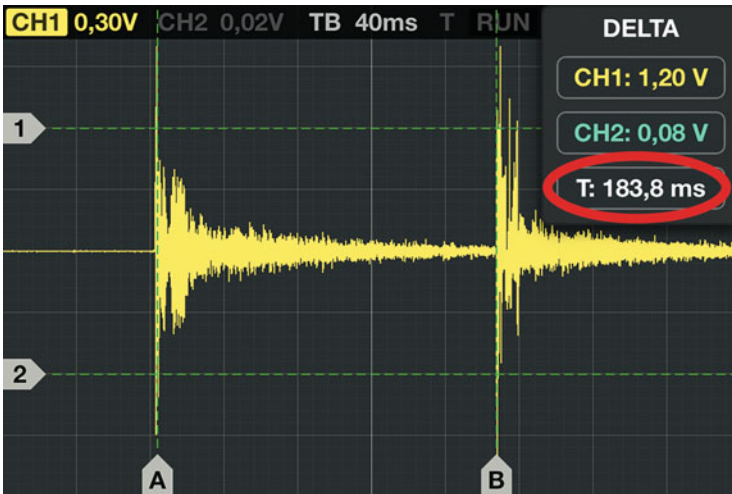 CH1 0,30V CH2 0,02V TB 40ms T RUN
DELTA
CH1: 1,20 V
CH2: 0,08 V
T: 183,8 ms
1
2
A
B